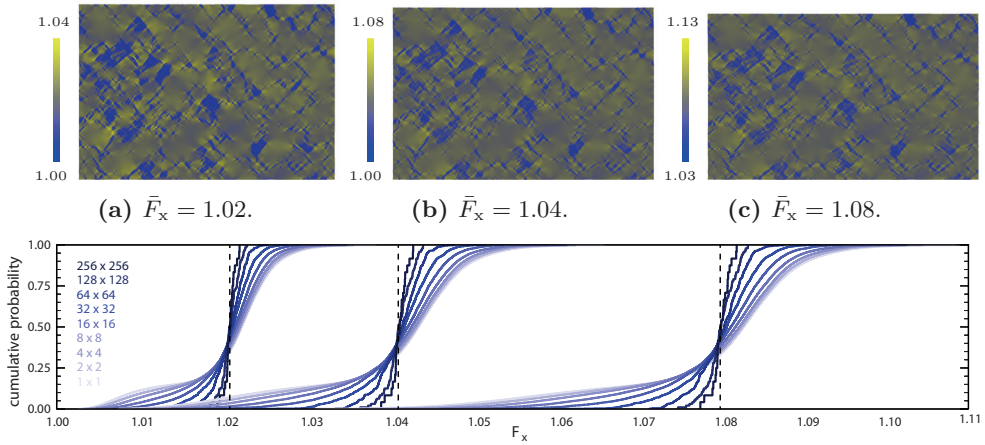 1.04
1.00
1.08
1.00
1.13
1.03
(a) F̄x = 1.02.
(b) F̄x = 1.04.
(c) F̄x = 1.08.
cumulative probability
1.00
0.75
0.50
0.25
0.00
256 x 256
128 x 128
64 x 64
32 x 32
16 x 16
8 x 8
4 x 4
2 x 2
1 x 1
1.00 1.01 1.02 1.03 1.04 1.05 1.06 1.07 1.08 1.09 1.10 1.11
Fx